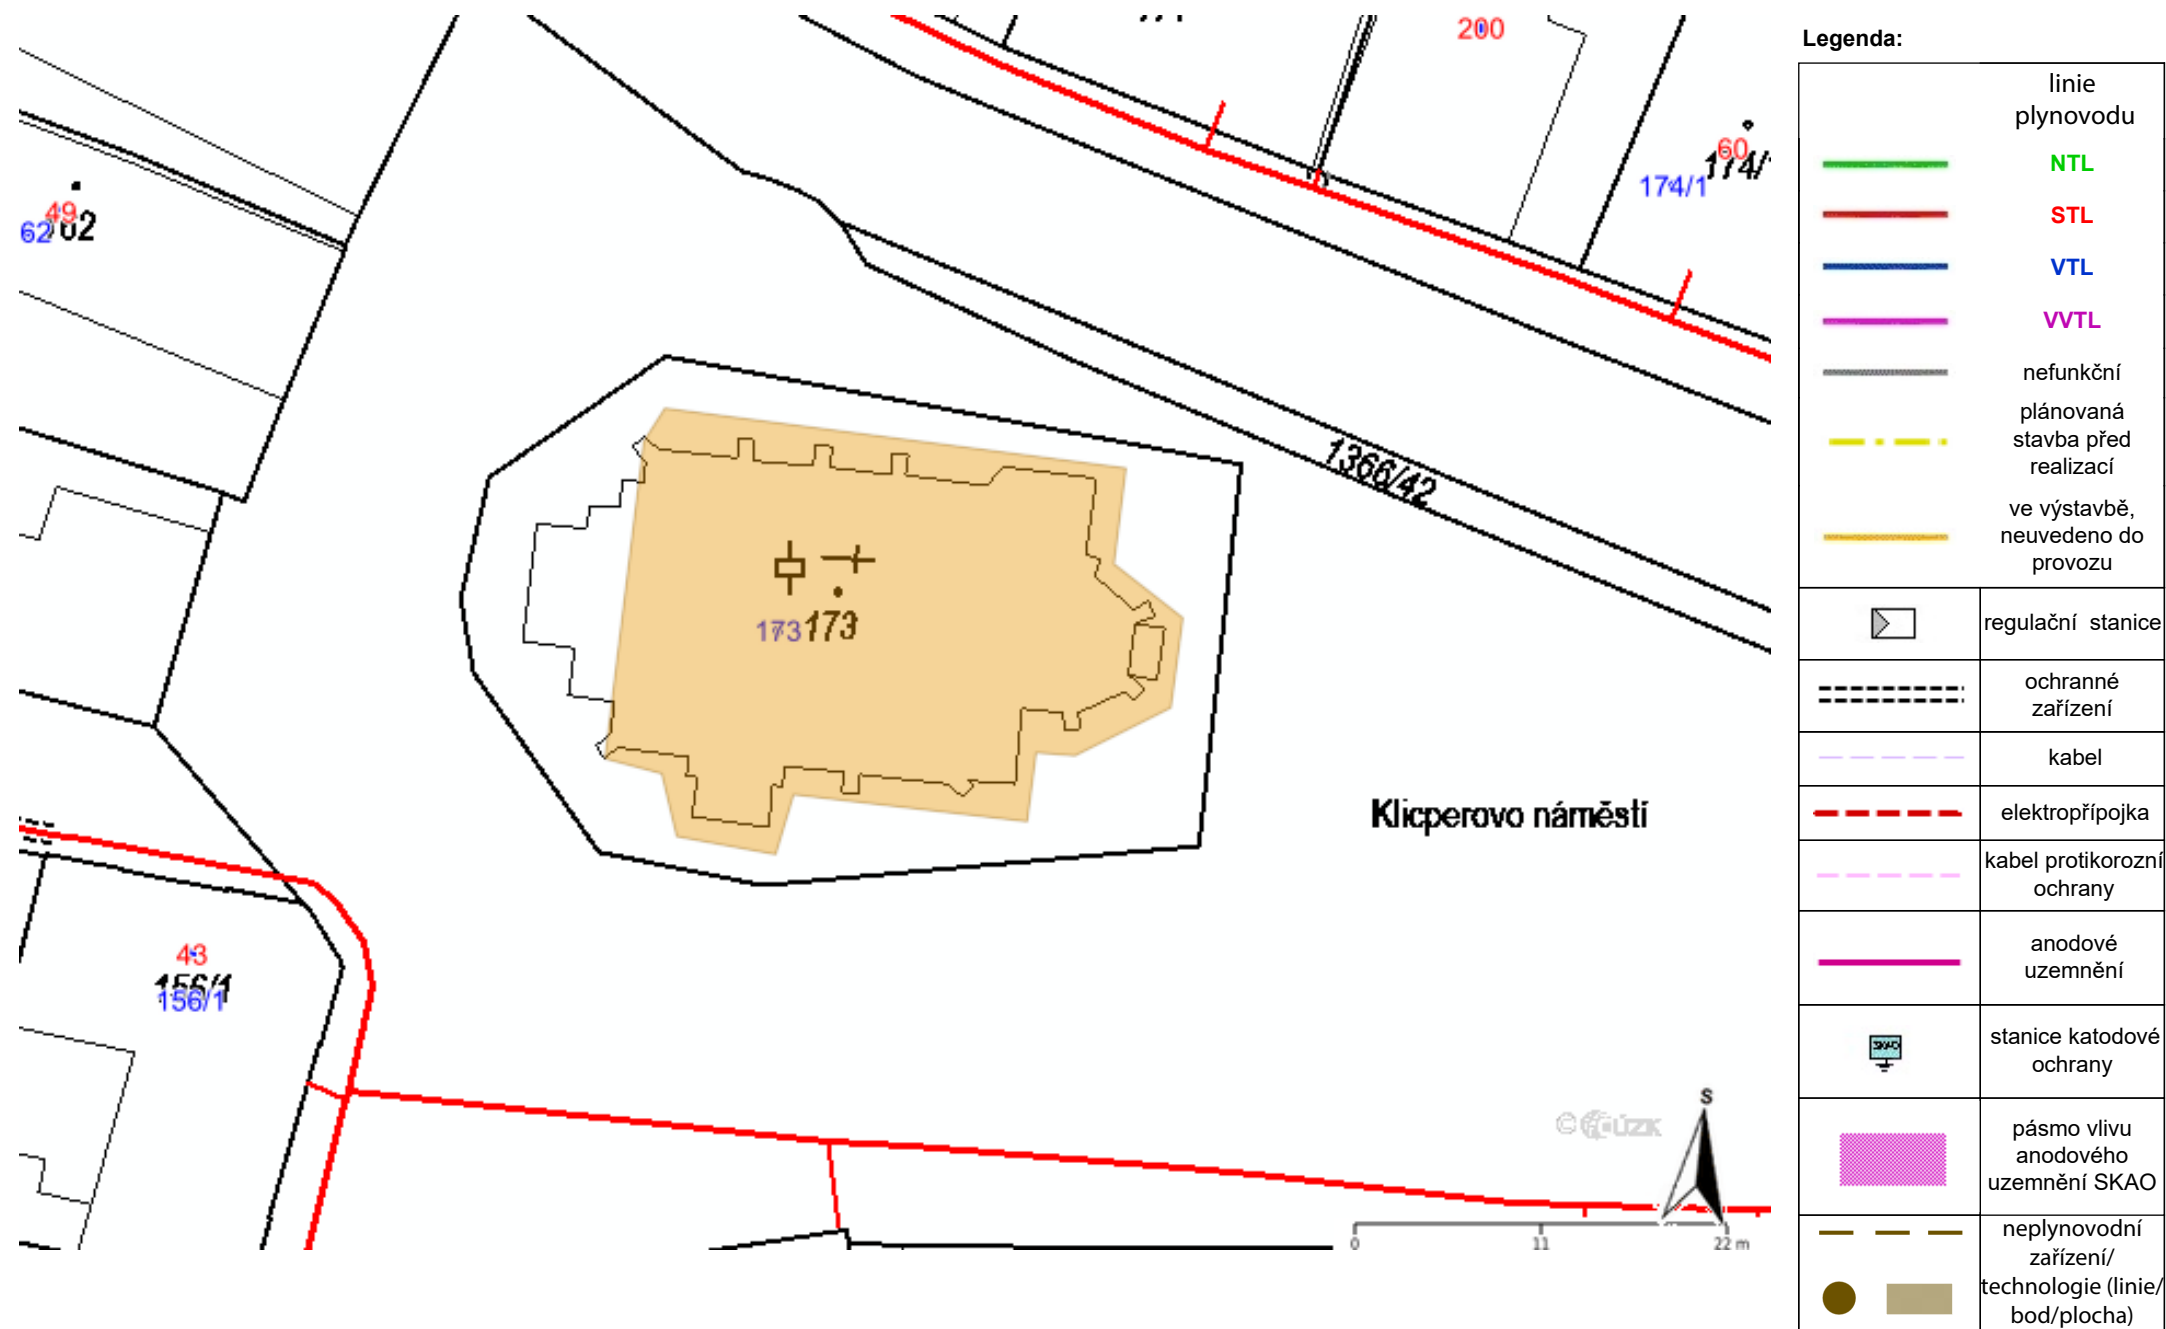 200
60
174/1
49
62
1366/42
173
173
Klicperovo náměstí
43
156/1
156/1
©
S
0
11
22 m
Legenda:
linie
plynovodu
NTL
STL
VTL
VVTL
nefunkční
plánovaná
stavba před
realizací
ve výstavbě,
neuvedeno do
provozu
regulační stanice
ochranné
zařízení
kabel
elektropřípojka
kabel protikorozní
ochrany
anodové
uzemnění
SKAO
stanice katodové
ochrany
pásmo vlivu
anodového
uzemnění SKAO
neplynovodní
zařízení/
technologie (linie/
bod/plocha)